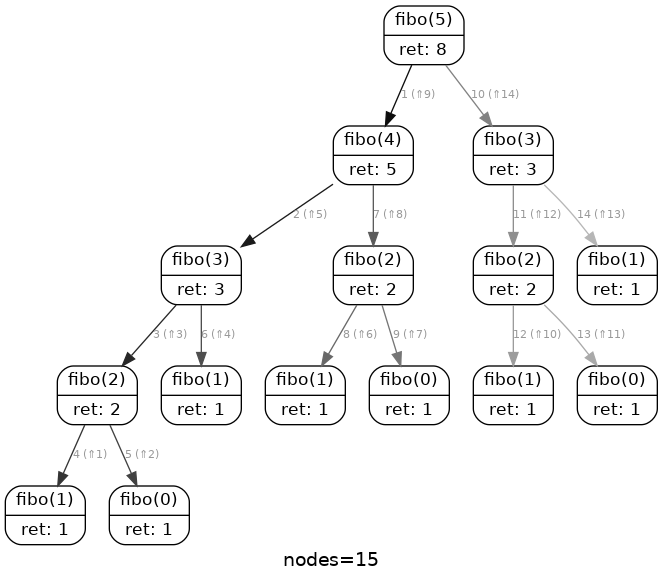 fibo(5)
ret: 8
1 (⇑9)
10 (⇑14)
fibo(4)
ret: 5
fibo(3)
ret: 3
2 (⇑5)
7 (⇑8)
11 (⇑12)
14 (⇑13)
fibo(3)
ret: 3
fibo(2)
ret: 2
fibo(2)
ret: 2
fibo(1)
ret: 1
3 (⇑3)
6 (⇑4)
8 (⇑6)
9 (⇑7)
12 (⇑10)
13 (⇑11)
fibo(2)
ret: 2
fibo(1)
ret: 1
fibo(1)
ret: 1
fibo(0)
ret: 1
fibo(1)
ret: 1
fibo(0)
ret: 1
4 (⇑1)
5 (⇑2)
fibo(1)
ret: 1
fibo(0)
ret: 1
nodes=15